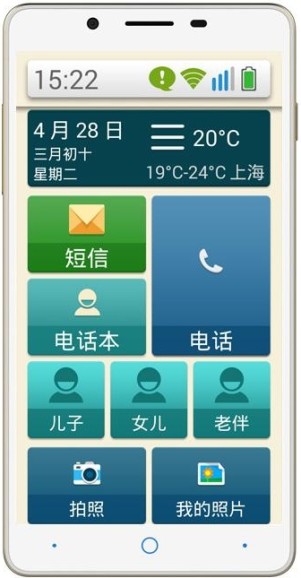 15:22
4月28日
三月初十
星期二
20°C
19°C-24°C 上海
短信
电话本
电话
儿子
女儿
老伴
拍照
我的照片